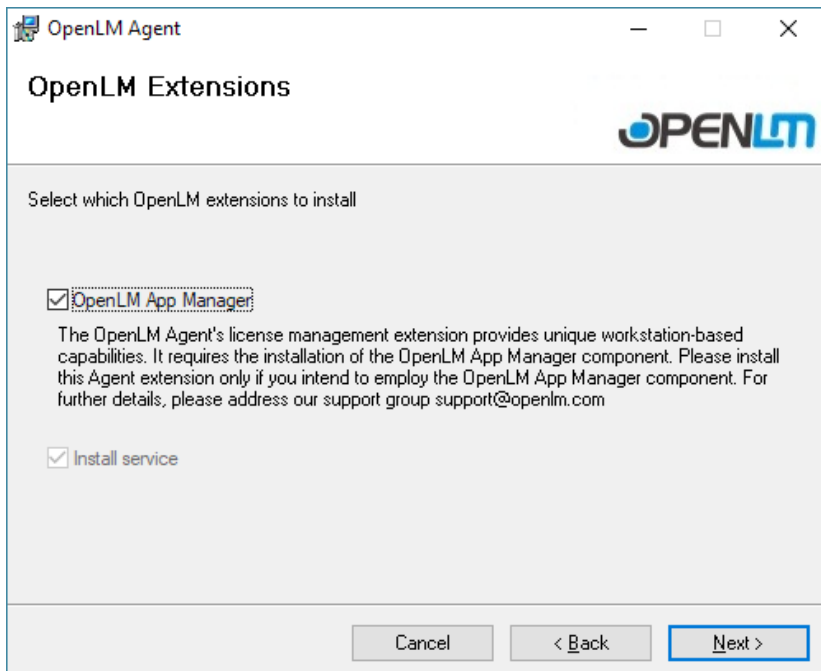 OpenLM Agent
OpenLM Extensions
OPENLM
Select which OpenLM extensions to install
OpenLM App Manager
The OpenLM Agent's license management extension provides unique workstation-based
capabilities. It requires the installation of the OpenLM App Manager component. Please install
this Agent extension only if you intend to employ the OpenLM App Manager component. For
further details, please address our support group support@openlm.com
Install service
Cancel
< Back
Next >